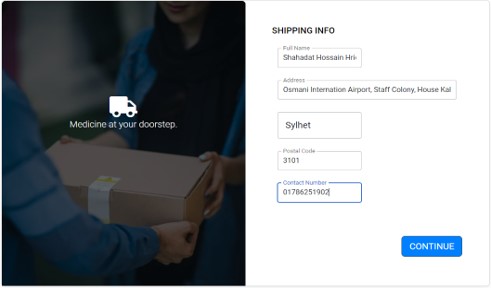 Medicine at your doorstep.
SHIPPING INFO
Full Name
Shahadat Hossain Hri
Address
Osmani Internation Airport, Staff Colony, House Kal
Sylhet
Postal Code
3101
Contact Number
01786251902
CONTINUE